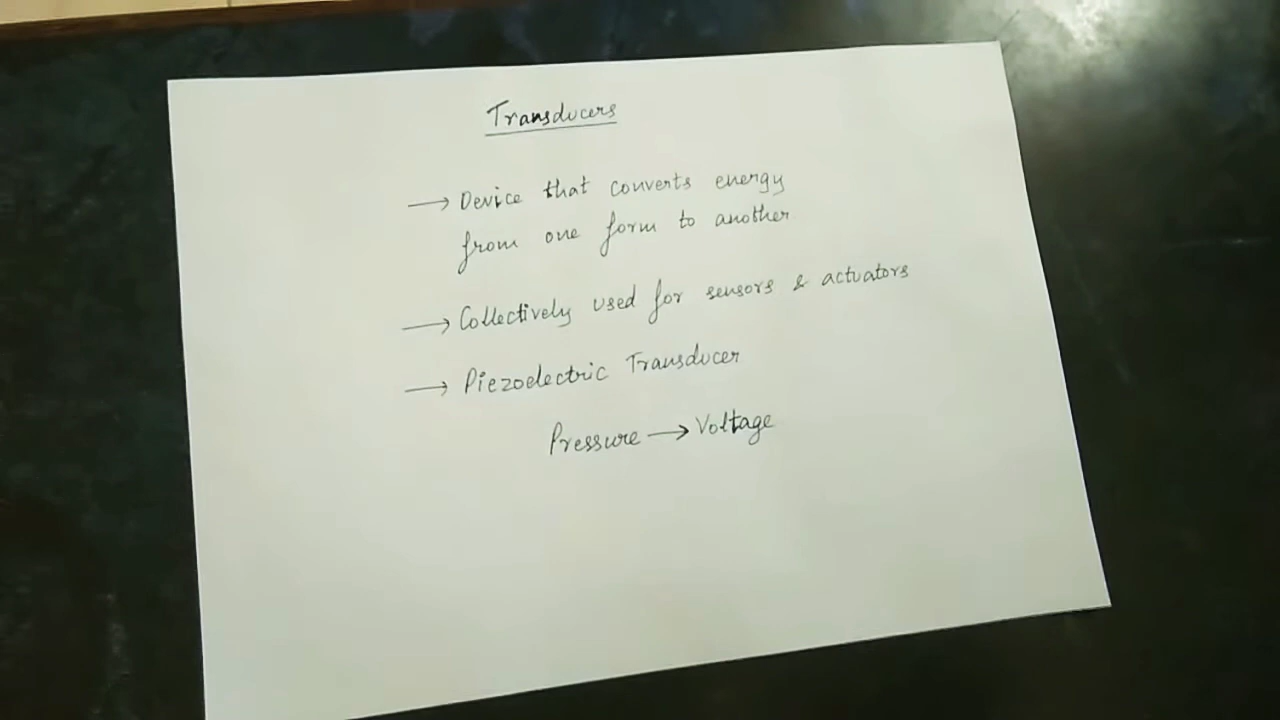 Transducers
→ Device that converts energy
from one form to another
→ Collectively used for sensors & actuators
→ Piezoelectric Transducer
Pressure → Voltage